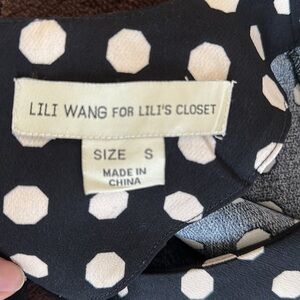 LILI WANG FOR LILI'S CLOSET
SIZE S
MADE IN
CHINA